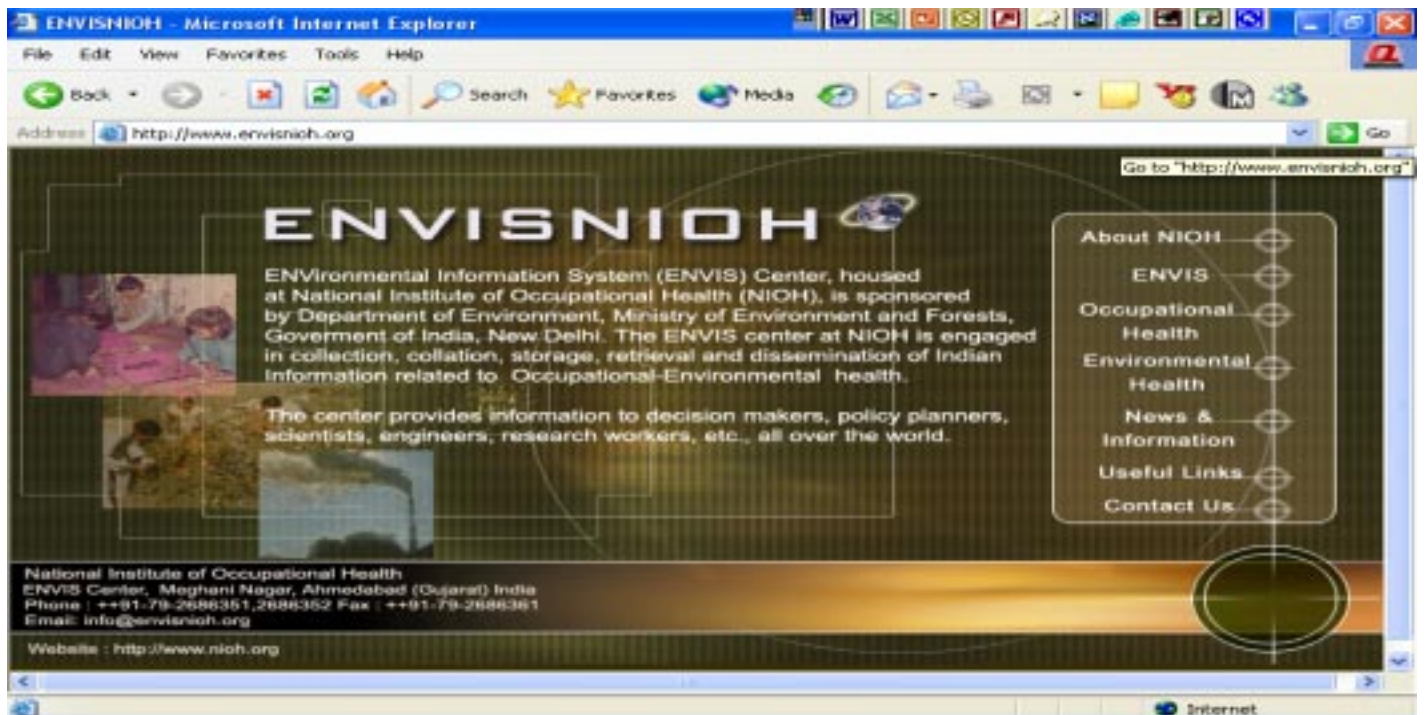 ENVISNIOH - Microsoft Internet Explorer
File Edit View Favorites Tools Help
Back Search Favorites Media
Address http://www.envisnioh.org Go
Go to "http://www.envisnioh.org"
ENVISNIOH
ENVironmental Information System (ENVIS) Center, housed
at National Institute of Occupational Health (NIOH), is sponsored
by Department of Environment, Ministry of Environment and Forests,
Goverment of India, New Delhi. The ENVIS center at NIOH is engaged
in collection, collation, storage, retrieval and dissemination of Indian
Information related to Occupational-Environmental health.
The center provides information to decision makers, policy planners,
scientists, engineers, research workers, etc., all over the world.
About NIOH
ENVIS
Occupational
Health
Environmental
Health
News &
Information
Useful Links
Contact Us
National Institute of Occupational Health
ENVIS Center, Meghani Nagar, Ahmedabad (Gujarat) India
Phone : ++91-79-2686351,2686352 Fax : ++91-79-2686361
Email: info@envisnioh.org
Website : http://www.nioh.org
Internet